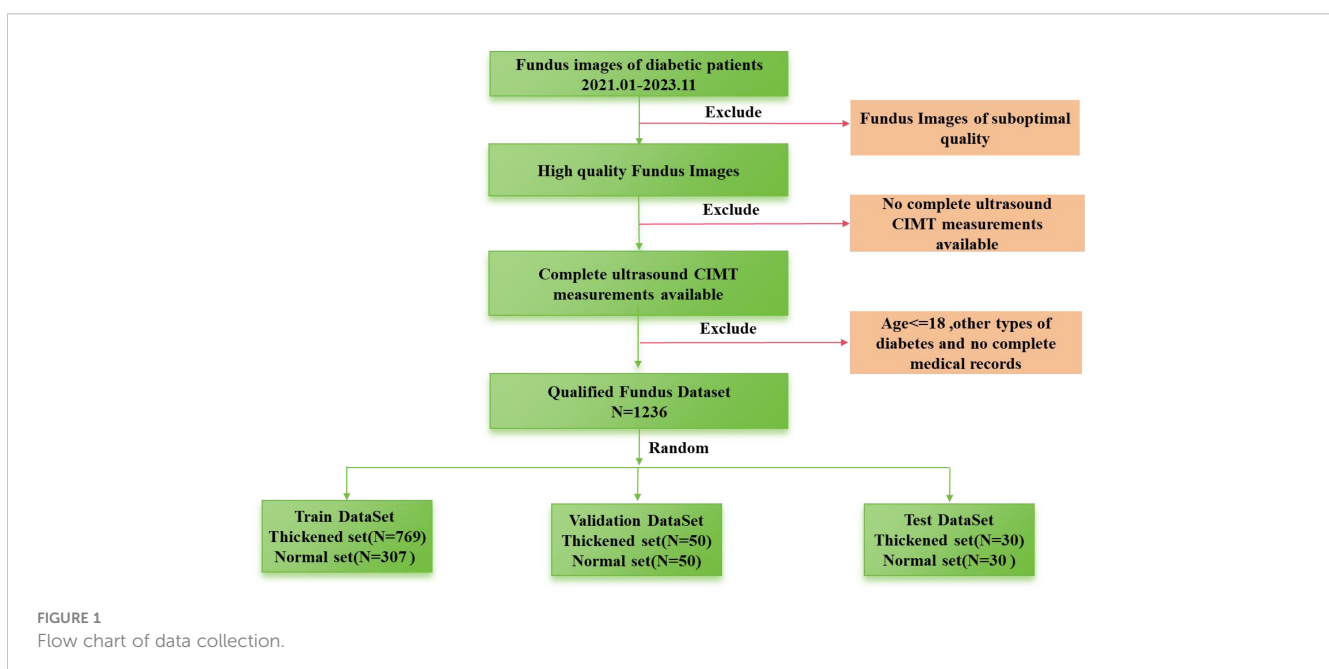 Fundus images of diabetic patients
2021.01-2023.11
Exclude
Fundus Images of suboptimal
quality
High quality Fundus Images
Exclude
No complete ultrasound
CIMT measurements
available
Complete ultrasound CIMT
measurements available
Exclude
Age<=18 ,other types of
diabetes and no complete
medical records
Qualified Fundus Dataset
N=1236
Random
Train DataSet
Thickened set(N=769)
Normal set(N=307 )
Validation DataSet
Thickened set(N=50)
Normal set(N=50)
Test DataSet
Thickened set(N=30)
Normal set(N=30 )
FIGURE 1
Flow chart of data collection.